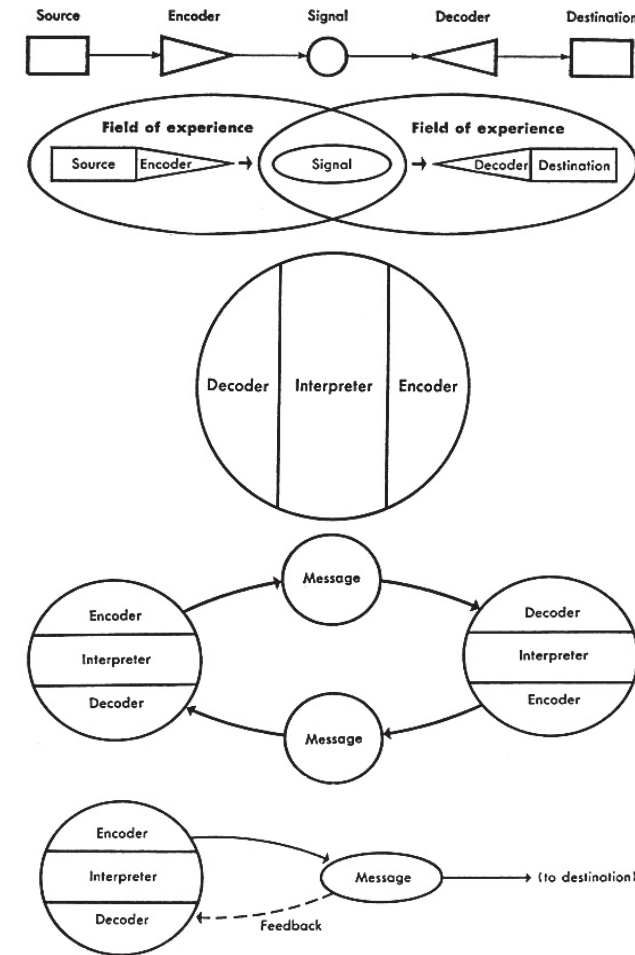 Source Encoder Signal Decoder Destination
Field of experience Field of experience
Source Encoder Signal Decoder Destination
Decoder Interpreter Encoder
Message
Encoder Decoder
Interpreter Interpreter
Decoder Encoder
Message
Encoder
Interpreter Message (to destination)
Decoder
Feedback